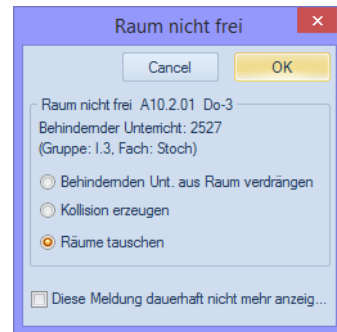 Raum nicht frei
Cancel
OK
Raum nicht frei A10.2.01 Do-3
Behindernder Unterricht: 2527
(Gruppe: I.3, Fach: Stoch)
Behindernden Unt. aus Raum verdrängen
Kollision erzeugen
Räume tauschen
Diese Meldung dauerhaft nicht mehr anzeig...